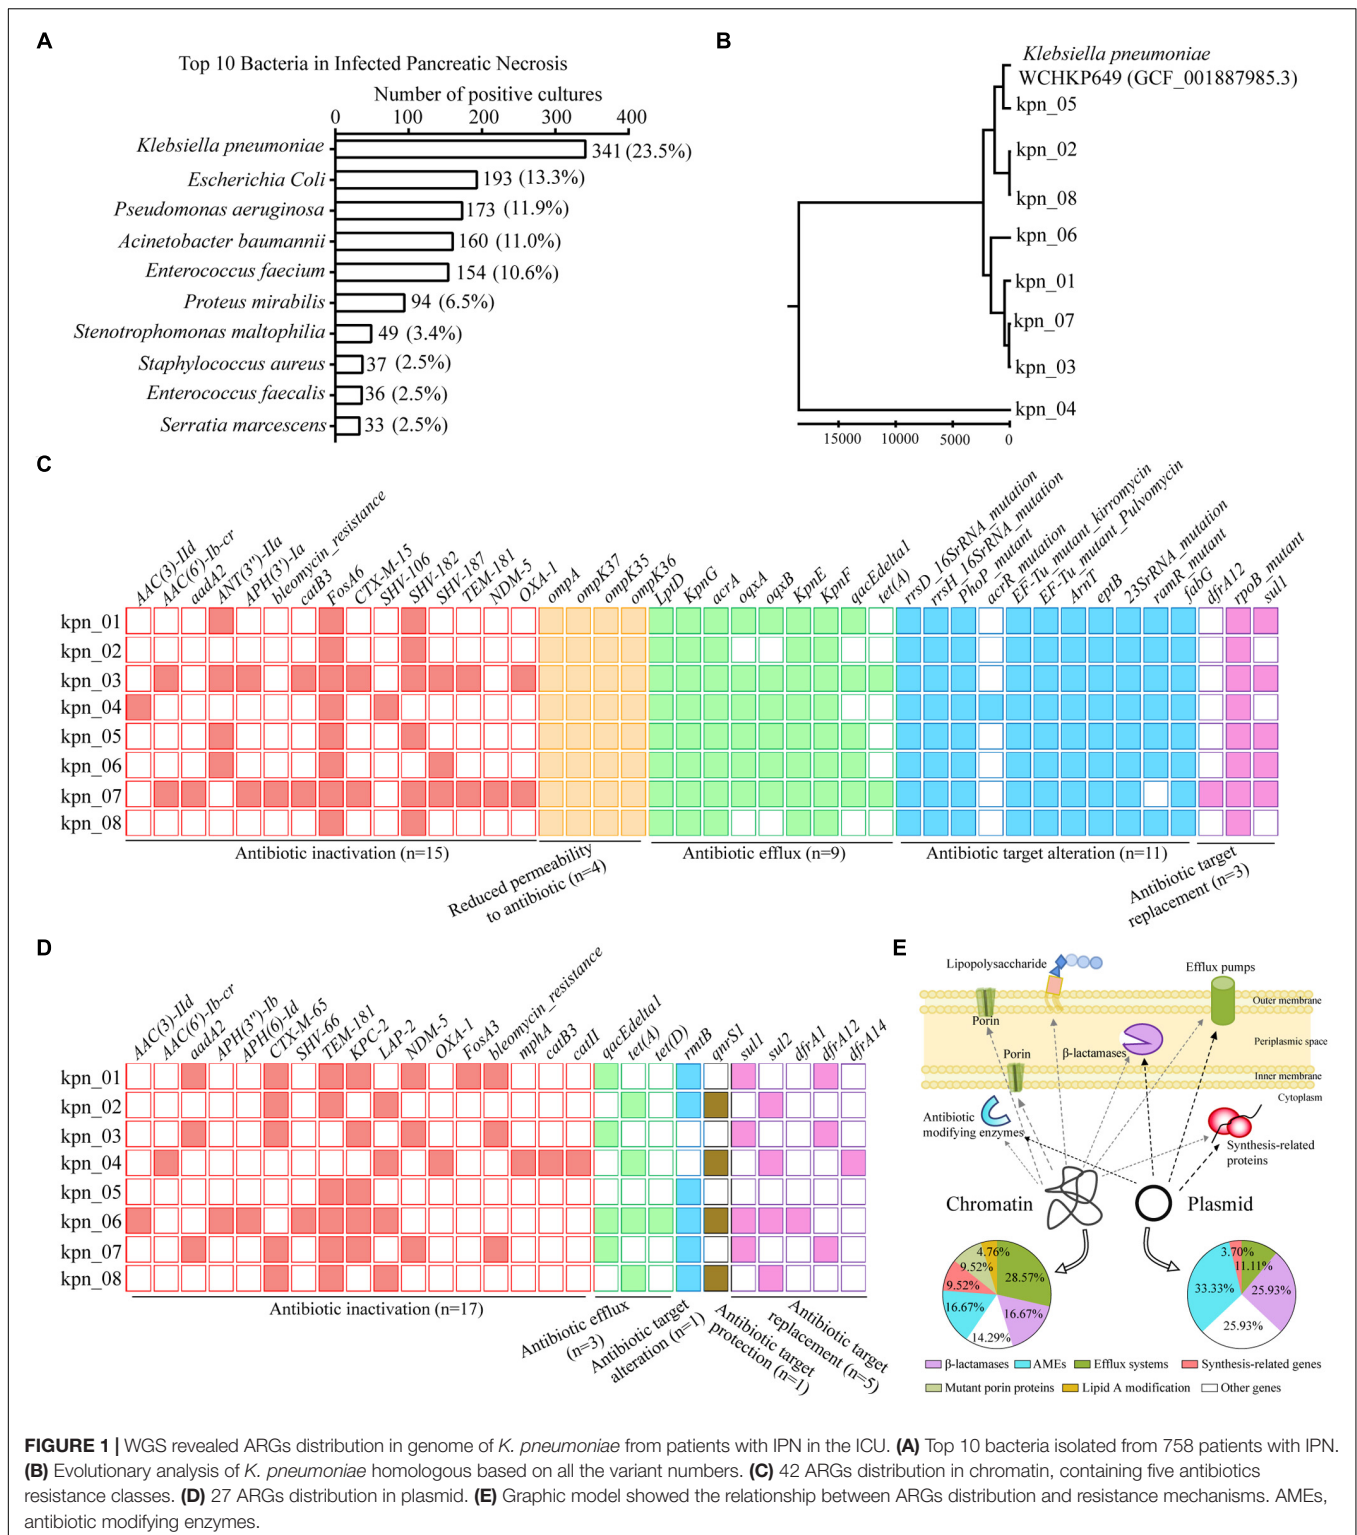 A
Top 10 Bacteria in Infected Pancreatic Necrosis
Number of positive cultures
0 100 200 300 400
Klebsiella pneumoniae 341 (23.5%)
Escherichia Coli 193 (13.3%)
Pseudomonas aeruginosa 173 (11.9%)
Acinetobacter baumannii 160 (11.0%)
Enterococcus faecium 154 (10.6%)
Proteus mirabilis 94 (6.5%)
Stenotrophomonas maltophilia 49 (3.4%)
Staphylococcus aureus 37 (2.5%)
Enterococcus faecalis 36 (2.5%)
Serratia marcescens 33 (2.5%)
B
Klebsiella pneumoniae
WCHKP649 (GCF_001887985.3)
kpn_05
kpn_02
kpn_08
kpn_06
kpn_01
kpn_07
kpn_03
kpn_04
15000 10000 5000 0
C
AAC(3)-IId
AAC(6')-Ib-cr
aadA2
ANT(3'')-IIa
APH(3')-Ia
bleomycin_resistance
catB3
FosA6
CTX-M-15
SHV-106
SHV-182
SHV-187
TEM-181
NDM-5
OXA-1
ompA
ompK37
ompK35
ompK36
LptD
KpnG
acrA
oqxA
oqxB
KpnE
KpnF
qacEdelta1
tet(A)
rrsD_16SrRNA_mutation
rrsH_16SrRNA_mutation
PhoP_mutant
acrR_mutation
EF-Tu_mutant_kirromycin
EF-Tu_mutant_Pulvomycin
ArnT
eptB
23SrRNA_mutation
ramR_mutant
fabG
dfrA12
rpoB_mutant
sul1
kpn_01
kpn_02
kpn_03
kpn_04
kpn_05
kpn_06
kpn_07
kpn_08
Antibiotic inactivation (n=15)
Reduced permeability
to antibiotic (n=4)
Antibiotic efflux (n=9)
Antibiotic target alteration (n=11)
Antibiotic target
replacement (n=3)
D
AAC(3)-IId
AAC(6')-Ib-cr
aadA2
APH(3'')-Ib
APH(6)-Id
CTX-M-65
SHV-66
TEM-181
KPC-2
LAP-2
NDM-5
OXA-1
FosA3
bleomycin_resistance
mphA
catB3
catII
qacEdelta1
tet(A)
tet(D)
rmtB
qnrS1
sul1
sul2
dfrA1
dfrA12
dfrA14
kpn_01
kpn_02
kpn_03
kpn_04
kpn_05
kpn_06
kpn_07
kpn_08
Antibiotic inactivation (n=17)
Antibiotic efflux
(n=3)
Antibiotic target
alteration (n=1)
Antibiotic target
protection (n=1)
Antibiotic target
replacement (n=5)
E
Lipopolysaccharide
Efflux pumps
Outer membrane
Porin
Periplasmic space
Porin
β-lactamases
Inner membrane
Cytoplasm
Antibiotic
modifying enzymes
Synthesis-related
proteins
Chromatin
Plasmid
4.76%
28.57%
16.67%
14.29%
16.67%
9.52%
9.52%
3.70%
11.11%
25.93%
25.93%
33.33%
β-lactamases AMEs Efflux systems Synthesis-related genes
Mutant porin proteins Lipid A modification Other genes
FIGURE 1 | WGS revealed ARGs distribution in genome of K. pneumoniae from patients with IPN in the ICU. (A) Top 10 bacteria isolated from 758 patients with IPN.
(B) Evolutionary analysis of K. pneumoniae homologous based on all the variant numbers. (C) 42 ARGs distribution in chromatin, containing five antibiotics
resistance classes. (D) 27 ARGs distribution in plasmid. (E) Graphic model showed the relationship between ARGs distribution and resistance mechanisms. AMEs,
antibiotic modifying enzymes.